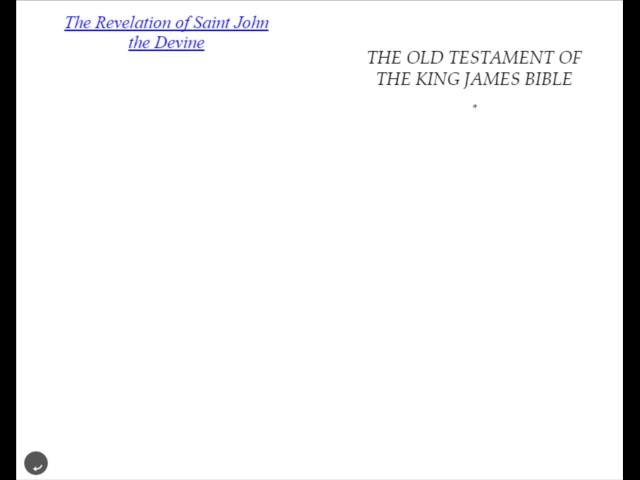 The Revelation of Saint John
the Devine
THE OLD TESTAMENT OF
THE KING JAMES BIBLE
*